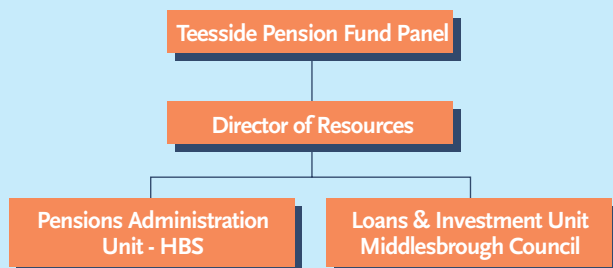 Teesside Pension Fund Panel
Director of Resources
Pensions Administration
Unit - HBS
Loans & Investment Unit
Middlesbrough Council